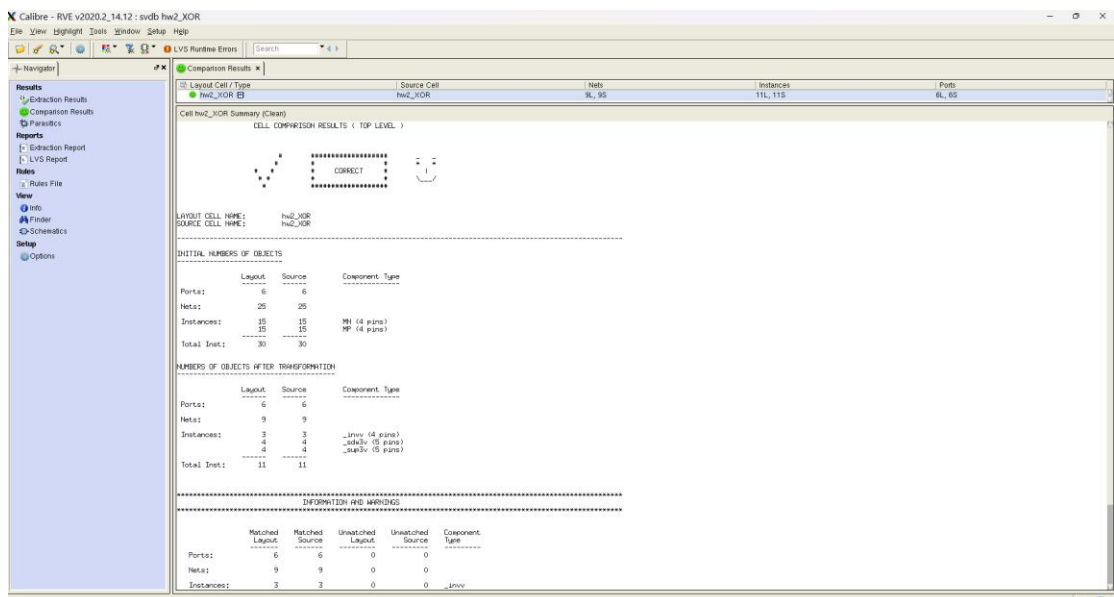 Calibre - RVE v2020.2_14.12 : svdb hw2_XOR
File View Highlight Tools Window Setup Help
LVS Runtime Errors Search
Navigator
Comparison Results
Results
Extraction Results
Comparison Results
Parasitics
Reports
Extraction Report
LVS Report
Rules
Rules File
View
Info
Finder
Schematics
Setup
Options
Layout Cell / Type Source Cell Nets Instances Ports
hw2_XOR hw2_XOR 9L, 9S 11L, 11S 6L, 6S
Cell hw2_XOR Summary (Clean)
CELL COMPARISON RESULTS ( TOP LEVEL )
CORRECT
LAYOUT CELL NAME: hw2_XOR
SOURCE CELL NAME: hw2_XOR
INITIAL NUMBERS OF OBJECTS
Layout Source Component Type
Ports: 6 6
Nets: 25 25
Instances: 15 15 MN (4 pins)
15 15 MP (4 pins)
Total Inst: 30 30
NUMBERS OF OBJECTS AFTER TRANSFORMATION
Layout Source Component Type
Ports: 6 6
Nets: 9 9
Instances: 3 3 _invv (4 pins)
4 4 _sdw3v (5 pins)
4 4 _sup3v (5 pins)
Total Inst: 11 11
INFORMATION AND WARNINGS
Matched Matched Unmatched Unmatched Component
Layout Source Layout Source Type
Ports: 6 6 0 0
Nets: 9 9 0 0
Instances: 3 3 0 0 _invv